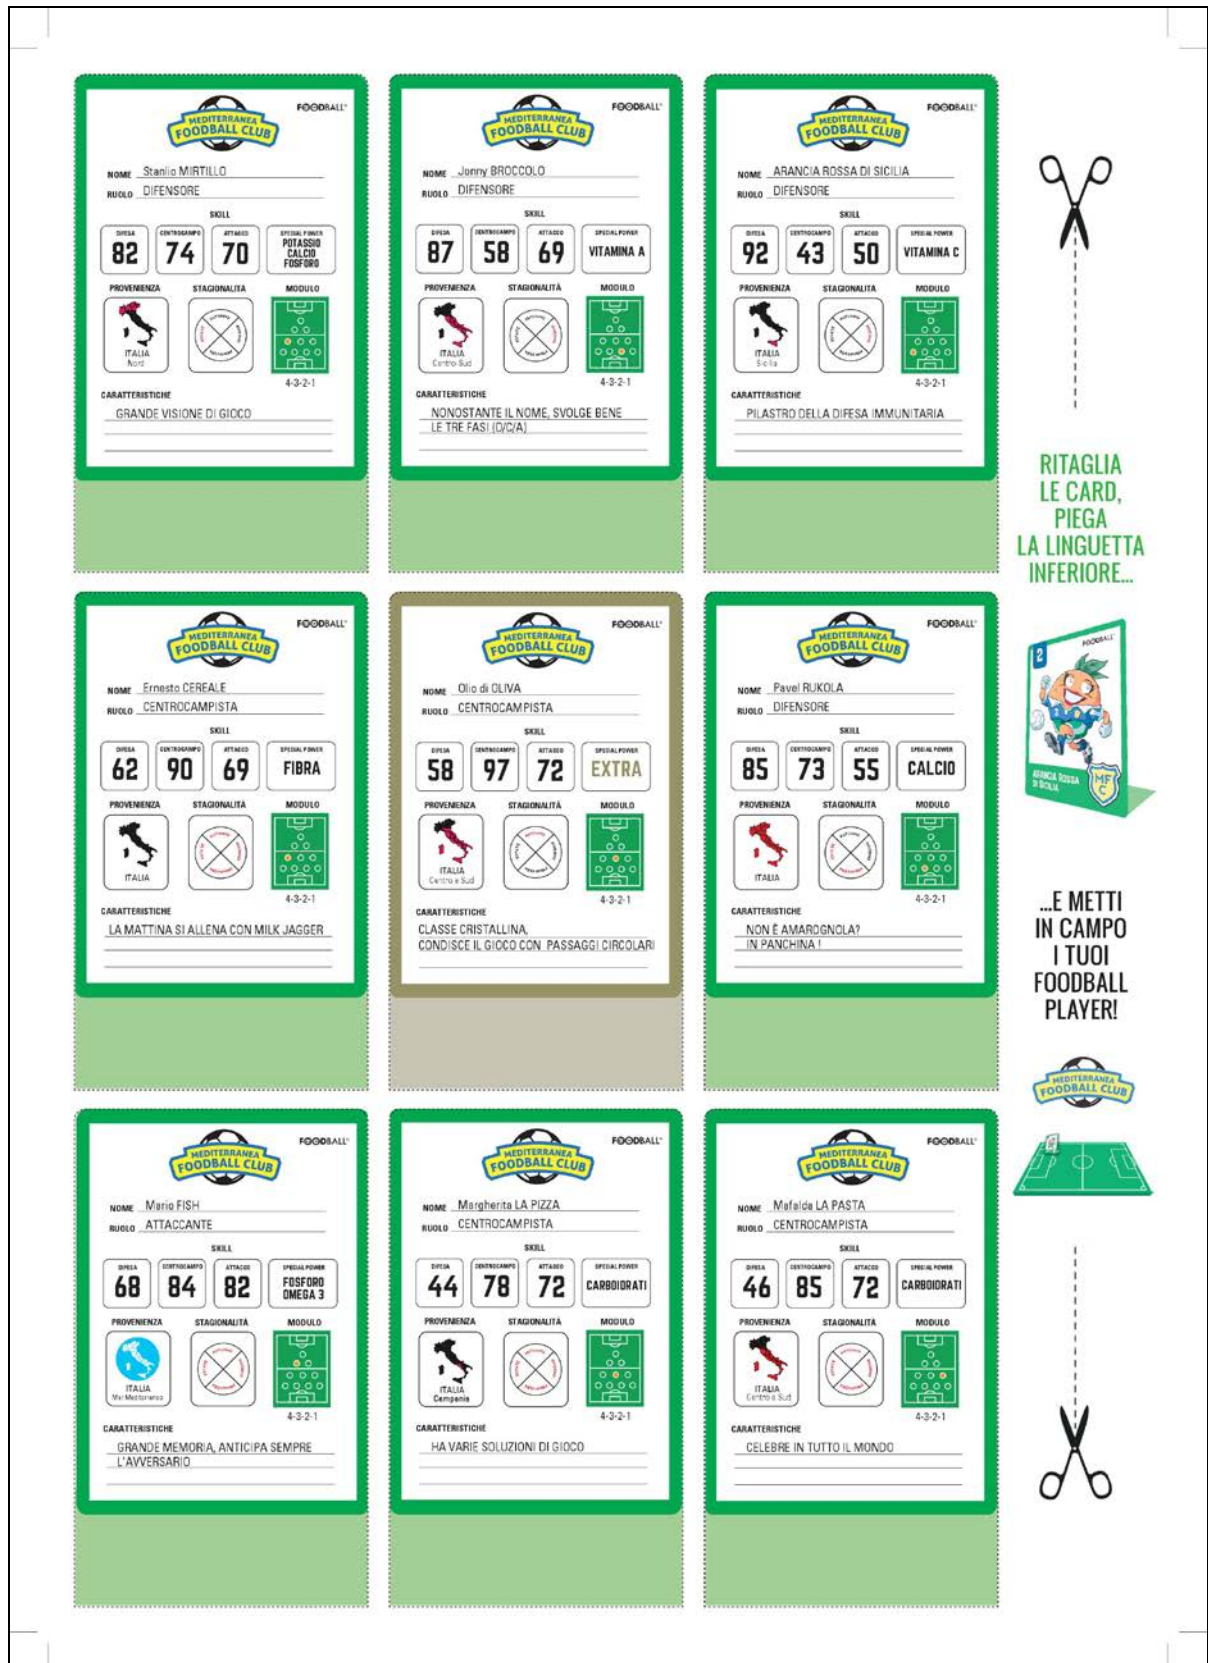 MEDITERRANEA
FOODBALL CLUB
FOODBALL
NOME Stanlio MIRTILLO
RUOLO DIFENSORE
SKILL
DIFESA CENTROCAMPO ATTACCO SPECIAL POWER
82 74 70 POTASSIO
CALCIO
FOSFORO
PROVENIENZA STAGIONALITÀ MODULO
ITALIA
Nord
4-3-2-1
CARATTERISTICHE
GRANDE VISIONE DI GIOCO
MEDITERRANEA
FOODBALL CLUB
FOODBALL
NOME Jonny BROCCOLO
RUOLO DIFENSORE
SKILL
DIFESA CENTROCAMPO ATTACCO SPECIAL POWER
87 58 69 VITAMINA A
PROVENIENZA STAGIONALITÀ MODULO
ITALIA
Centro-Sud
4-3-2-1
CARATTERISTICHE
NONOSTANTE IL NOME, SVOLGE BENE
LE TRE FASI (D/C/A)
MEDITERRANEA
FOODBALL CLUB
FOODBALL
NOME ARANCIA ROSSA DI SICILIA
RUOLO DIFENSORE
SKILL
DIFESA CENTROCAMPO ATTACCO SPECIAL POWER
92 43 50 VITAMINA C
PROVENIENZA STAGIONALITÀ MODULO
ITALIA
Sicilia
4-3-2-1
CARATTERISTICHE
PILASTRO DELLA DIFESA IMMUNITARIA
RITAGLIA
LE CARD,
PIEGA
LA LINGUETTA
INFERIORE...
MEDITERRANEA
FOODBALL CLUB
FOODBALL
NOME Ernesto CEREALE
RUOLO CENTROCAMPISTA
SKILL
DIFESA CENTROCAMPO ATTACCO SPECIAL POWER
62 90 69 FIBRA
PROVENIENZA STAGIONALITÀ MODULO
ITALIA
4-3-2-1
CARATTERISTICHE
LA MATTINA SI ALLENA CON MILK JAGGER
MEDITERRANEA
FOODBALL CLUB
FOODBALL
NOME Olio di OLIVA
RUOLO CENTROCAMPISTA
SKILL
DIFESA CENTROCAMPO ATTACCO SPECIAL POWER
58 97 72 EXTRA
PROVENIENZA STAGIONALITÀ MODULO
ITALIA
Centro e Sud
4-3-2-1
CARATTERISTICHE
CLASSE CRISTALLINA,
CONDISCE IL GIOCO CON PASSAGGI CIRCOLARI
MEDITERRANEA
FOODBALL CLUB
FOODBALL
NOME Pavel RUKOLA
RUOLO DIFENSORE
SKILL
DIFESA CENTROCAMPO ATTACCO SPECIAL POWER
85 73 55 CALCIO
PROVENIENZA STAGIONALITÀ MODULO
ITALIA
4-3-2-1
CARATTERISTICHE
NON È AMAROGNOLA?
IN PANCHINA !
2
FOODBALL
ARANCIA ROSSA
DI SICILIA
MF
C
...E METTI
IN CAMPO
I TUOI
FOODBALL
PLAYER!
MEDITERRANEA
FOODBALL CLUB
MEDITERRANEA
FOODBALL CLUB
FOODBALL
NOME Mario FISH
RUOLO ATTACCANTE
SKILL
DIFESA CENTROCAMPO ATTACCO SPECIAL POWER
68 84 82 FOSFORO
OMEGA 3
PROVENIENZA STAGIONALITÀ MODULO
ITALIA
Mar Mediterraneo
4-3-2-1
CARATTERISTICHE
GRANDE MEMORIA, ANTICIPA SEMPRE
L'AVVERSARIO
MEDITERRANEA
FOODBALL CLUB
FOODBALL
NOME Margherita LA PIZZA
RUOLO CENTROCAMPISTA
SKILL
DIFESA CENTROCAMPO ATTACCO SPECIAL POWER
44 78 72 CARBOIDRATI
PROVENIENZA STAGIONALITÀ MODULO
ITALIA
Campania
4-3-2-1
CARATTERISTICHE
HA VARIE SOLUZIONI DI GIOCO
MEDITERRANEA
FOODBALL CLUB
FOODBALL
NOME Mafalda LA PASTA
RUOLO CENTROCAMPISTA
SKILL
DIFESA CENTROCAMPO ATTACCO SPECIAL POWER
46 85 72 CARBOIDRATI
PROVENIENZA STAGIONALITÀ MODULO
ITALIA
Centro e Sud
4-3-2-1
CARATTERISTICHE
CELEBRE IN TUTTO IL MONDO